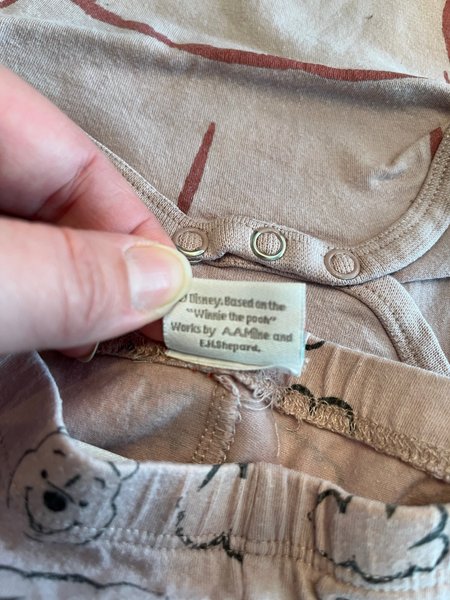 Disney. Based on the
"Winnie the pooh"
Works by A.A.Milne and
E.H.Shepard.